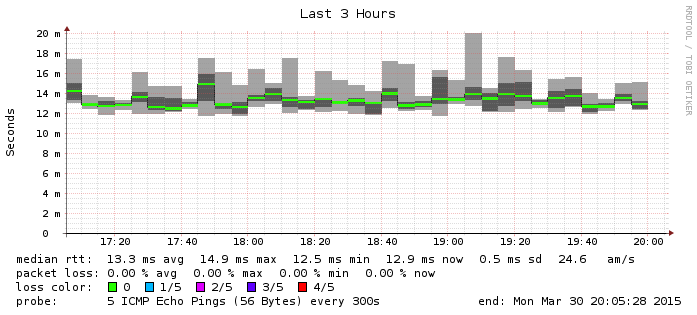 Last 3 Hours
RRDTOOL / TOBI OETIKER
Seconds
20 m
18 m
16 m
14 m
12 m
10 m
8 m
6 m
4 m
2 m
0
17:20 17:40 18:00 18:20 18:40 19:00 19:20 19:40 20:00
median rtt: 13.3 ms avg 14.9 ms max 12.5 ms min 12.9 ms now 0.5 ms sd 24.6 am/s
packet loss: 0.00 % avg 0.00 % max 0.00 % min 0.00 % now
loss color: 0 1/5 2/5 3/5 4/5
probe: 5 ICMP Echo Pings (56 Bytes) every 300s end: Mon Mar 30 20:05:28 2015